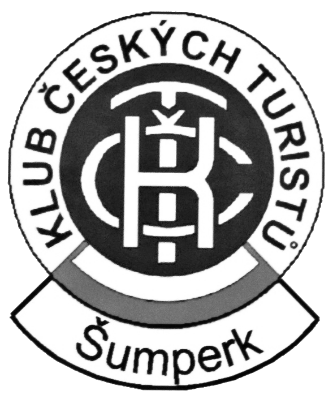 KLUB ČESKÝCH TURISTŮ
KČT
Šumperk